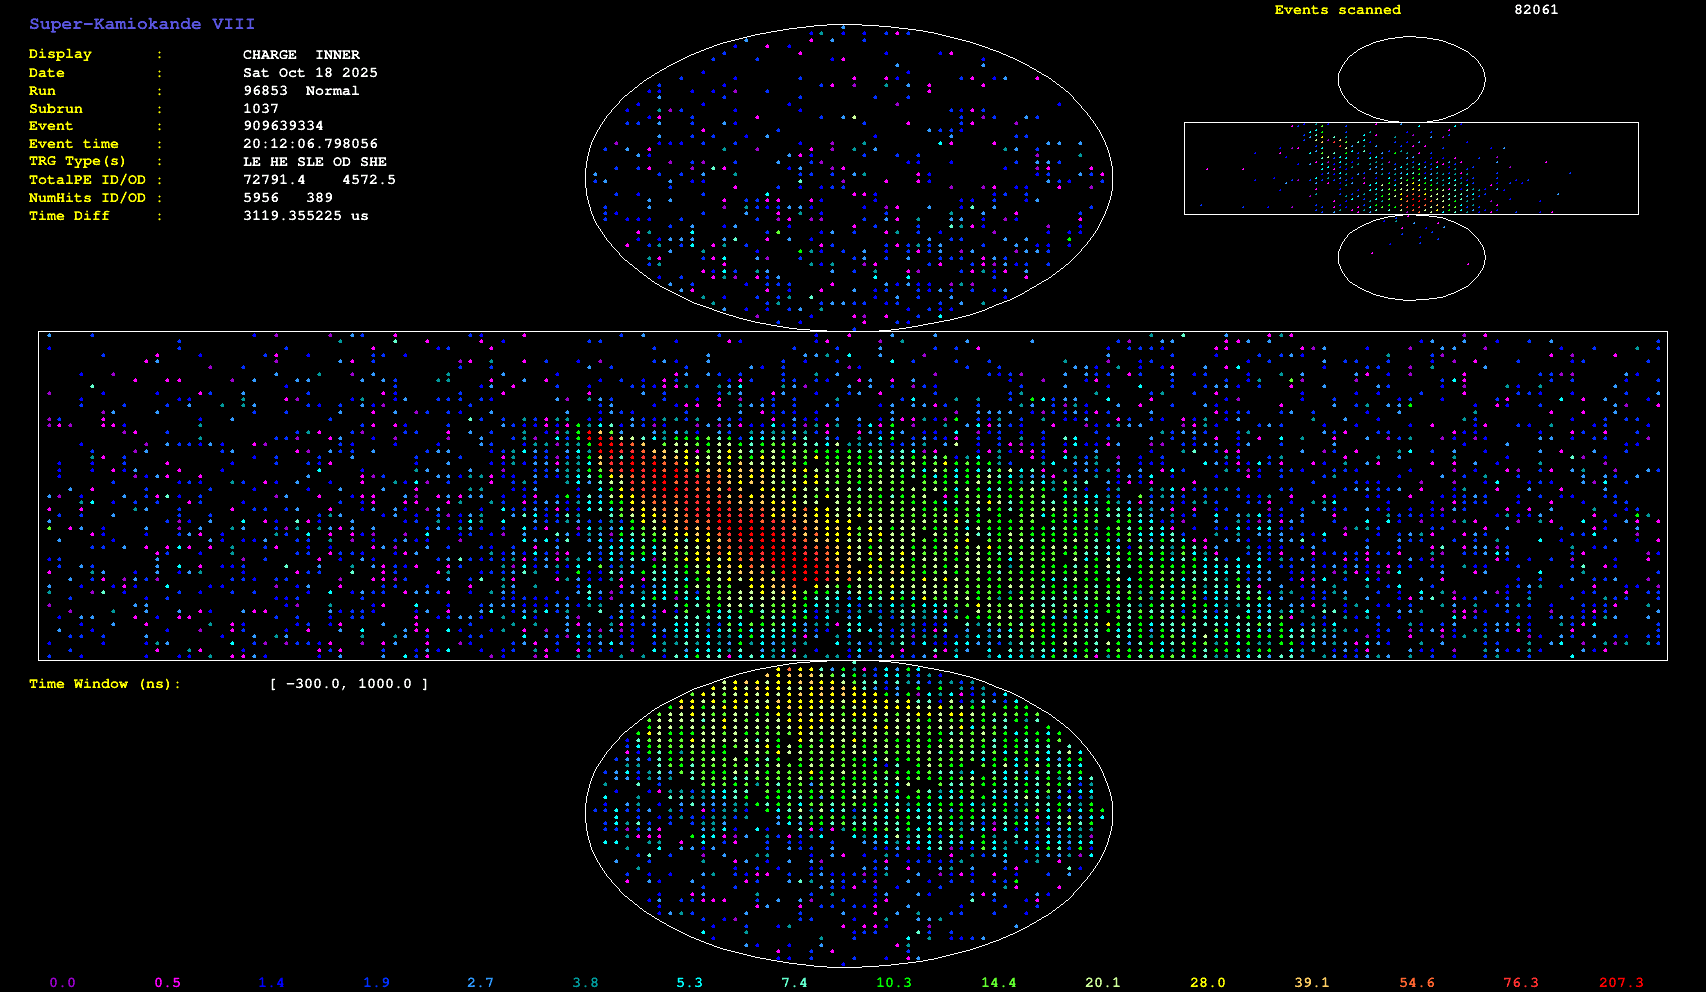 Super-Kamiokande VIII
Events scanned 82061
Display : CHARGE INNER
Date : Sat Oct 18 2025
Run : 96853 Normal
Subrun : 1037
Event : 909639334
Event time : 20:12:06.798056
TRG Type(s) : LE HE SLE OD SHE
TotalPE ID/OD : 72791.4 4572.5
NumHits ID/OD : 5956 389
Time Diff : 3119.355225 us
Time Window (ns): [ -300.0, 1000.0 ]
0.0 0.5 1.4 1.9 2.7 3.8 5.3 7.4 10.3 14.4 20.1 28.0 39.1 54.6 76.3 207.3